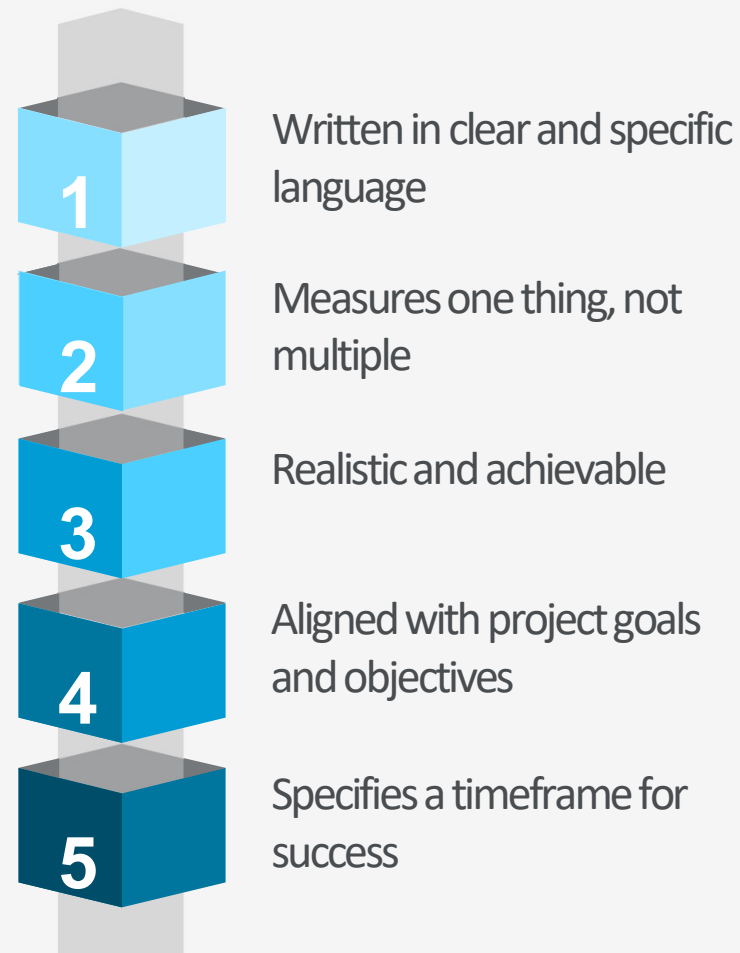 1
Written in clear and specific
language
2
Measures one thing, not
multiple
3
Realistic and achievable
4
Aligned with project goals
and objectives
5
Specifies a timeframe for
success